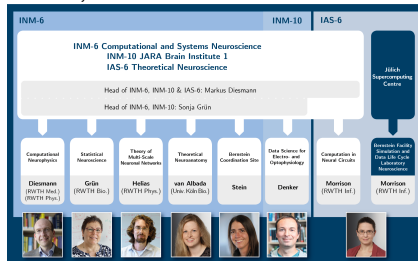 INM-6
INM-10
IAS-6
INM-6 Computational and Systems Neuroscience
INM-10 JARA Brain Institute 1
IAS-6 Theoretical Neuroscience
Head of INM-6, INM-10 & IAS-6: Markus Diesmann
Head of INM-6, INM-10: Sonja Grün
Jülich
Supercomputing
Centre
Computational
Neurophysics
Diesmann
(RWTH Med.)
(RWTH Phys.)
Statistical
Neuroscience
Grün
(RWTH Bio.)
Theory of
Multi-Scale
Neuronal Networks
Helias
(RWTH Phys.)
Theoretical
Neuroanatomy
van Albada
(Univ. Köln Bio.)
Bernstein
Coordination Site
Stein
Data Science for
Electro- and
Optophysiology
Denker
Computation in
Neural Circuits
Morrison
(RWTH Inf.)
Bernstein Facility
Simulation and
Data Life Cycle
Laboratory
Neuroscience
Morrison
(RWTH Inf.)